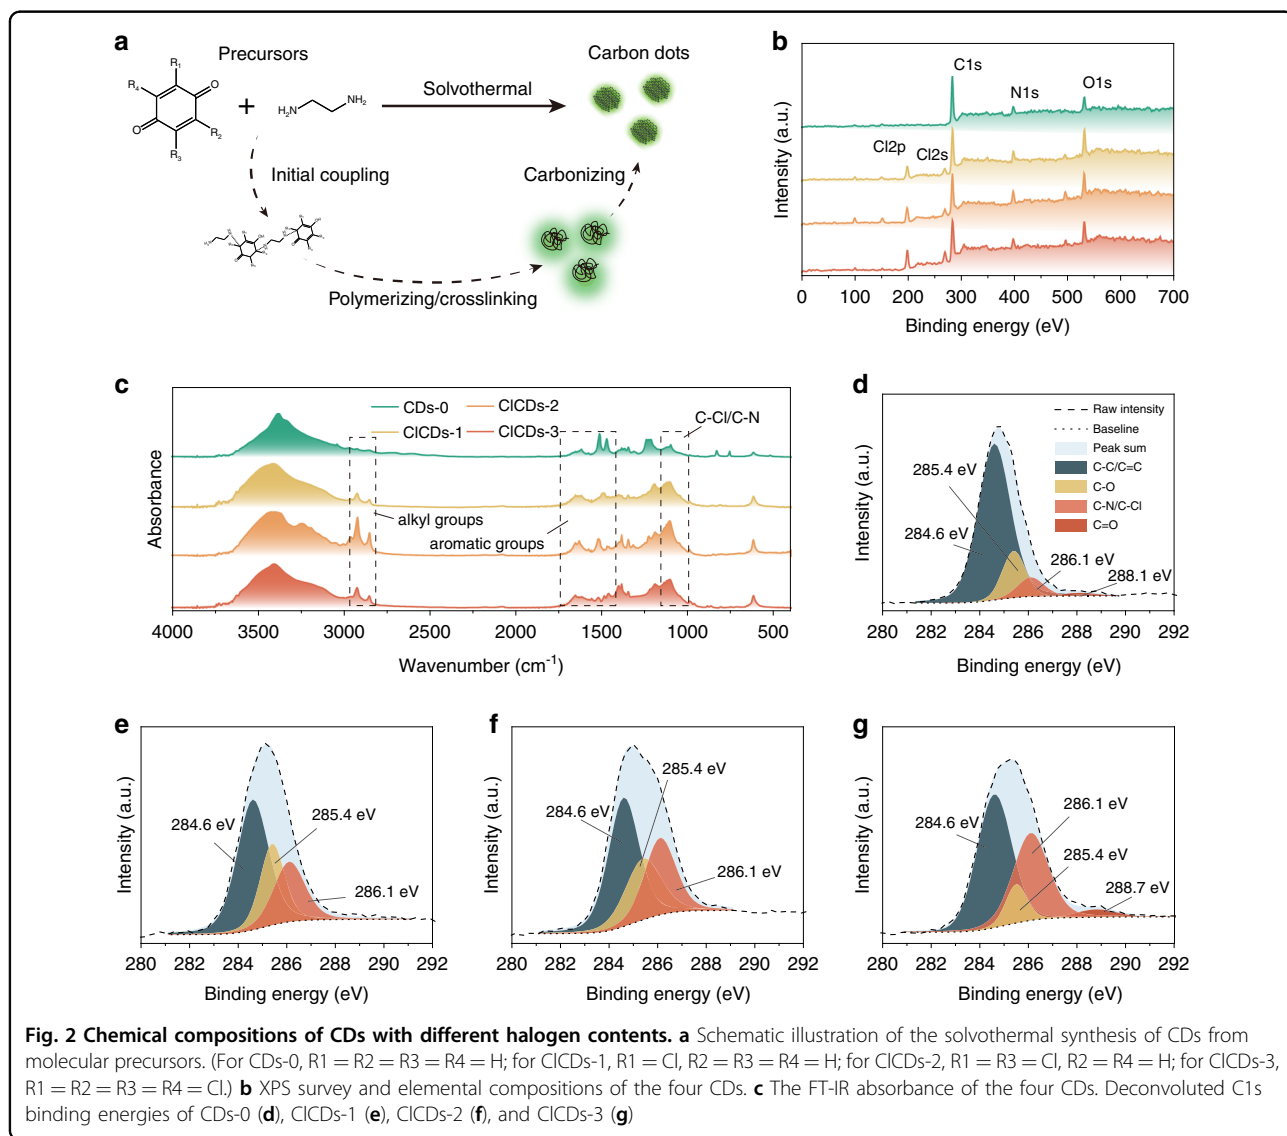 a
Precursors
Carbon dots
R1
R4
O
O
R2
R3
+
H2N
NH2
Solvothermal
Initial coupling
Carbonizing
Polymerizing/crosslinking
b
C1s
N1s
O1s
Cl2p
Cl2s
Intensity (a.u.)
0 100 200 300 400 500 600 700
Binding energy (eV)
c
CDs-0
ClCDs-2
ClCDs-1
ClCDs-3
C-Cl/C-N
alkyl groups
aromatic groups
Absorbance
4000 3500 3000 2500 2000 1500 1000 500
Wavenumber (cm-1)
d
Raw intensity
Baseline
Peak sum
C-C/C=C
C-O
C-N/C-Cl
C=O
285.4 eV
284.6 eV
286.1 eV
288.1 eV
Intensity (a.u.)
280 282 284 286 288 290 292
Binding energy (eV)
e
284.6 eV
285.4 eV
286.1 eV
Intensity (a.u.)
280 282 284 286 288 290 292
Binding energy (eV)
f
285.4 eV
284.6 eV
286.1 eV
Intensity (a.u.)
280 282 284 286 288 290 292
Binding energy (eV)
g
284.6 eV
286.1 eV
285.4 eV
288.7 eV
Intensity (a.u.)
280 282 284 286 288 290 292
Binding energy (eV)
Fig. 2 Chemical compositions of CDs with different halogen contents. a Schematic illustration of the solvothermal synthesis of CDs from
molecular precursors. (For CDs-0, R1 = R2 = R3 = R4 = H; for ClCDs-1, R1 = Cl, R2 = R3 = R4 = H; for ClCDs-2, R1 = R3 = Cl, R2 = R4 = H; for ClCDs-3,
R1 = R2 = R3 = R4 = Cl.) b XPS survey and elemental compositions of the four CDs. c The FT-IR absorbance of the four CDs. Deconvoluted C1s
binding energies of CDs-0 (d), ClCDs-1 (e), ClCDs-2 (f), and ClCDs-3 (g)